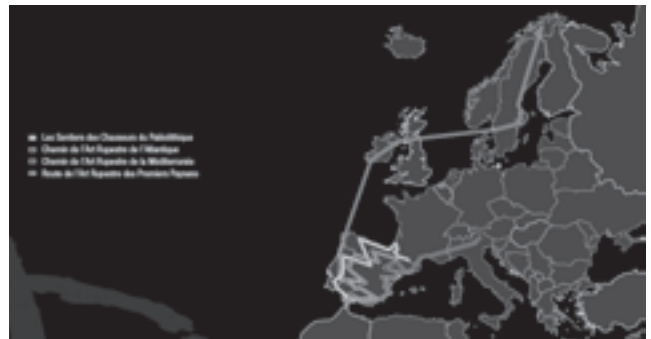 Les Sentiers des Chasseurs du Paléolithique
Chemin de l'Art Rupestre de l'Atlantique
Chemin de l'Art Rupestre de la Méditerranée
Route de l'Art Rupestre des Premiers Paysans